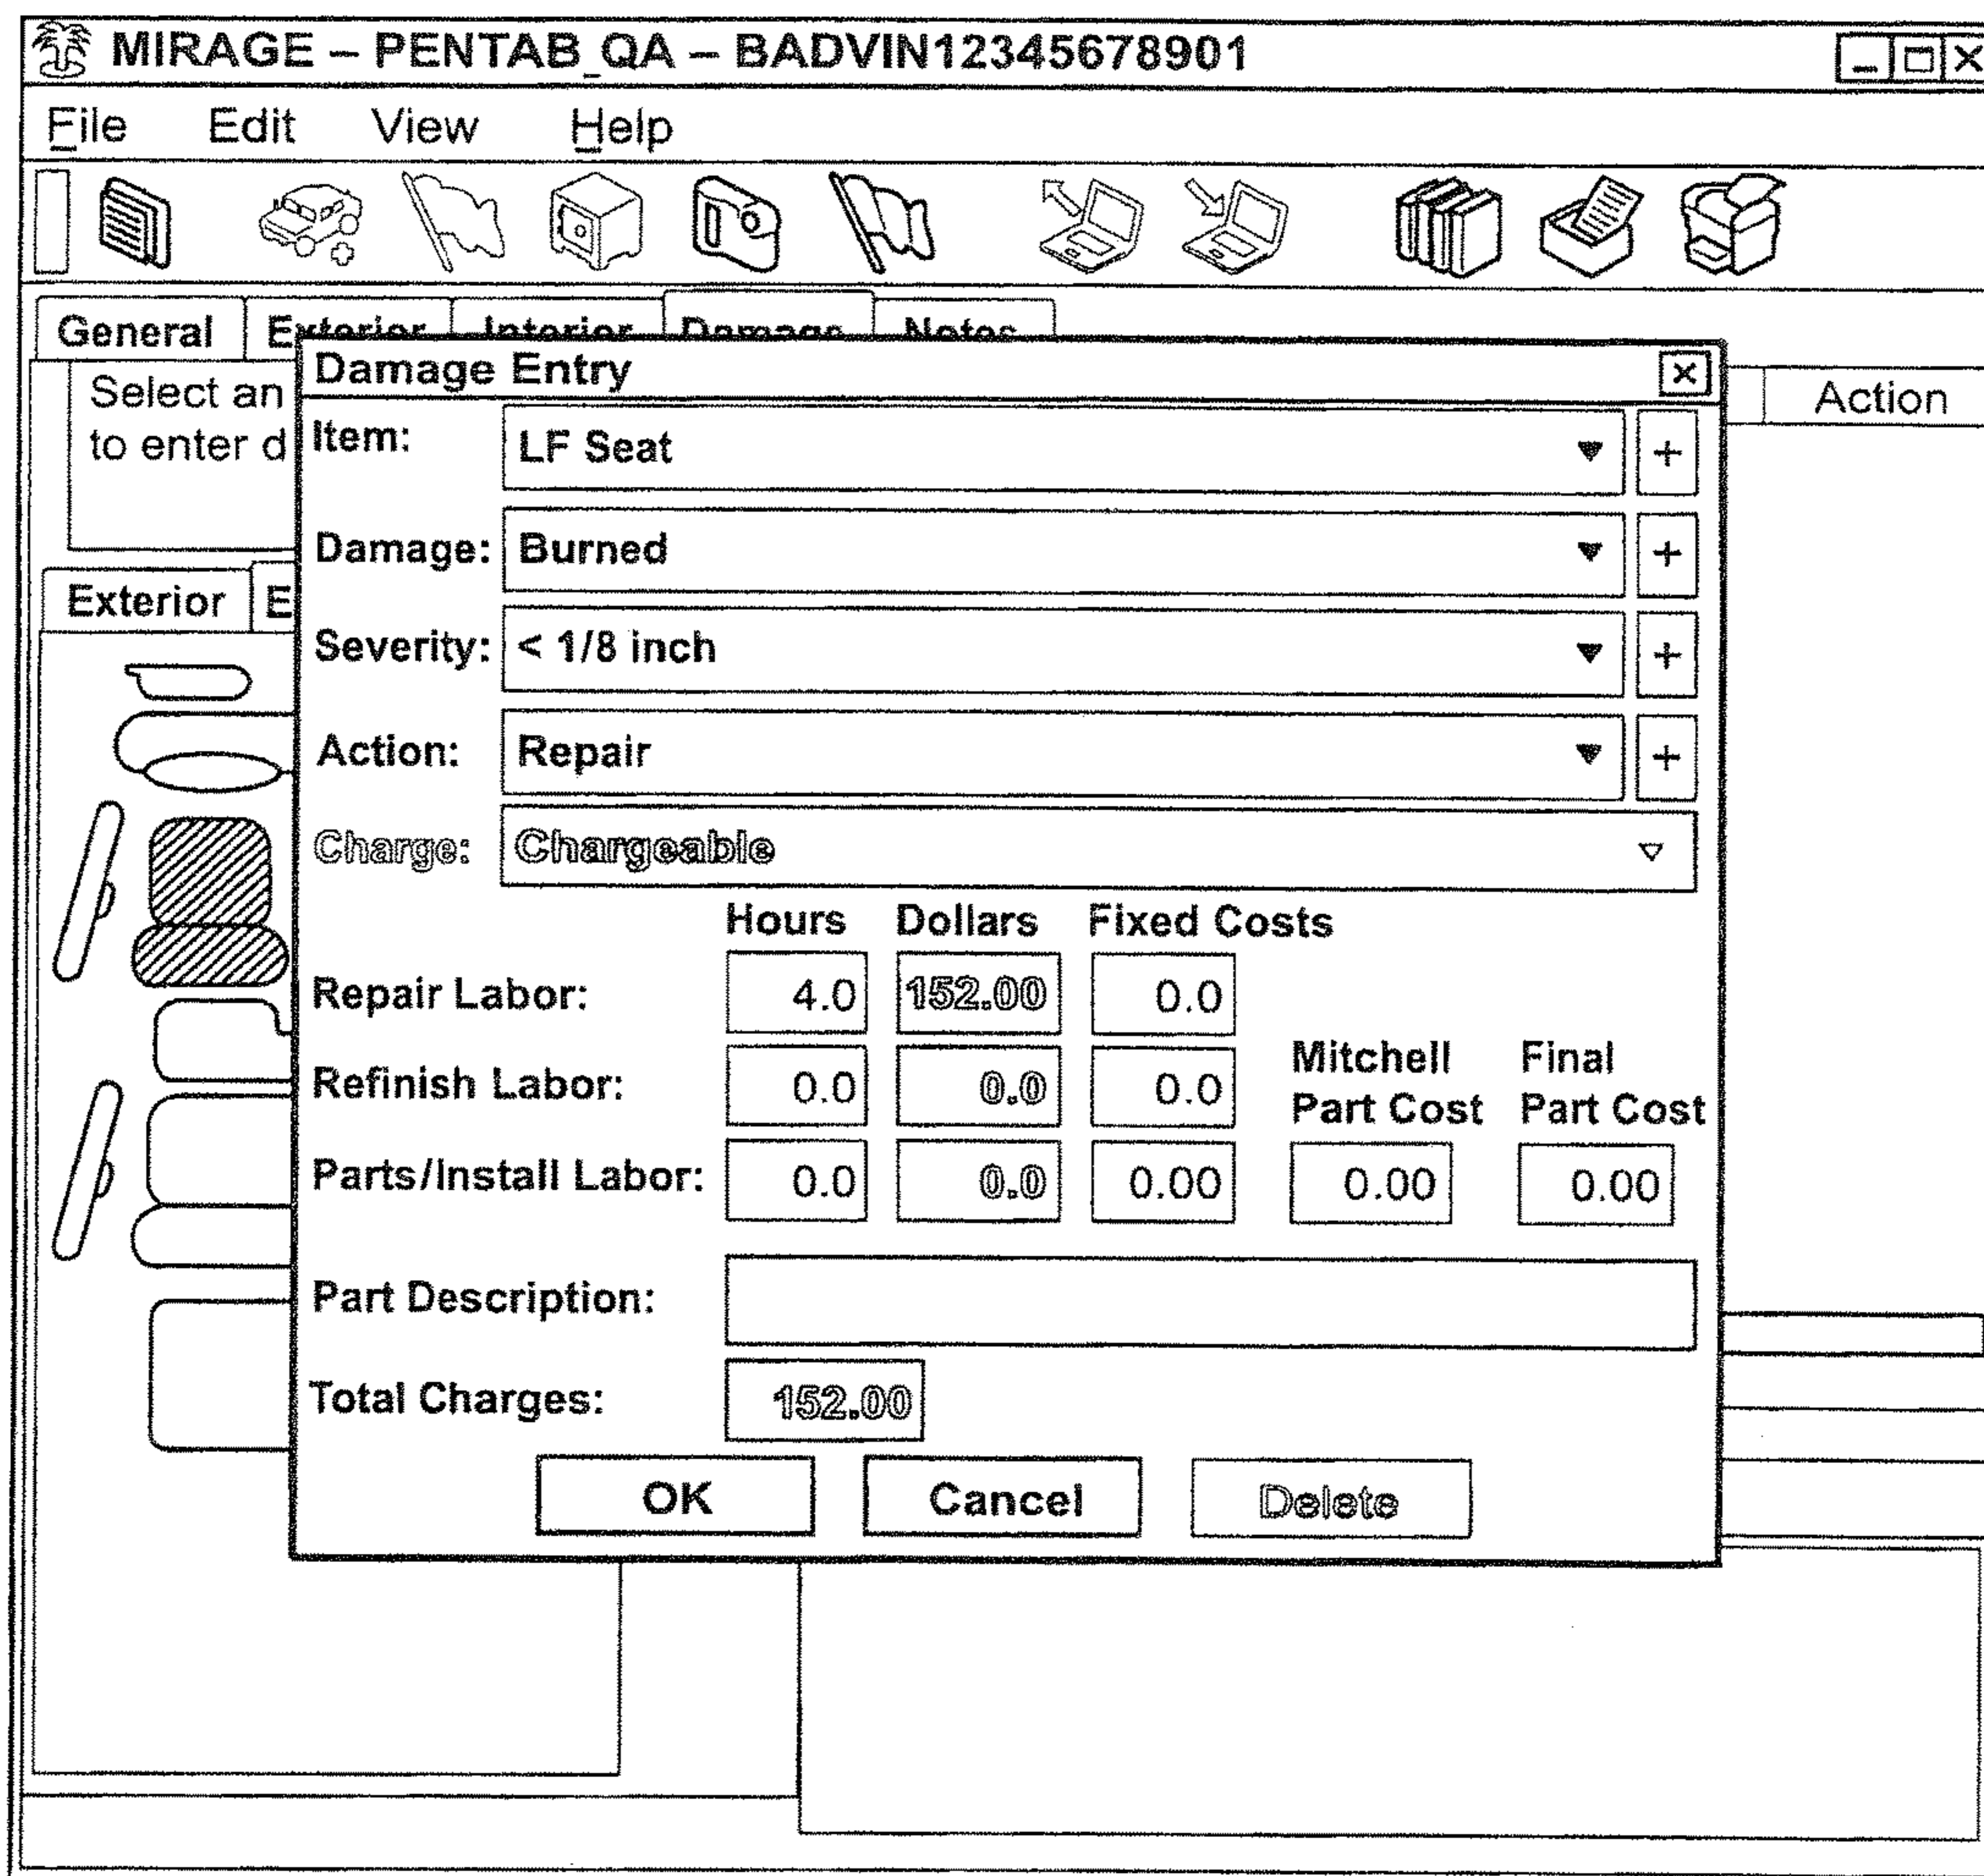 MIRAGE – PENTAB_QA – BADVIN12345678901
File Edit View Help
General Exterior Interior Damage Notes
Damage Entry
Select an
to enter d
Action
Item: LF Seat +
Damage: Burned +
Exterior E
Severity: < 1/8 inch +
Action: Repair +
Charge: Chargeable
Hours Dollars Fixed Costs
Repair Labor: 4.0 152.00 0.0
Mitchell Part Cost Final Part Cost
Refinish Labor: 0.0 0.0 0.0
Parts/Install Labor: 0.0 0.0 0.00 0.00 0.00
Part Description:
Total Charges: 152.00
OK Cancel Delete